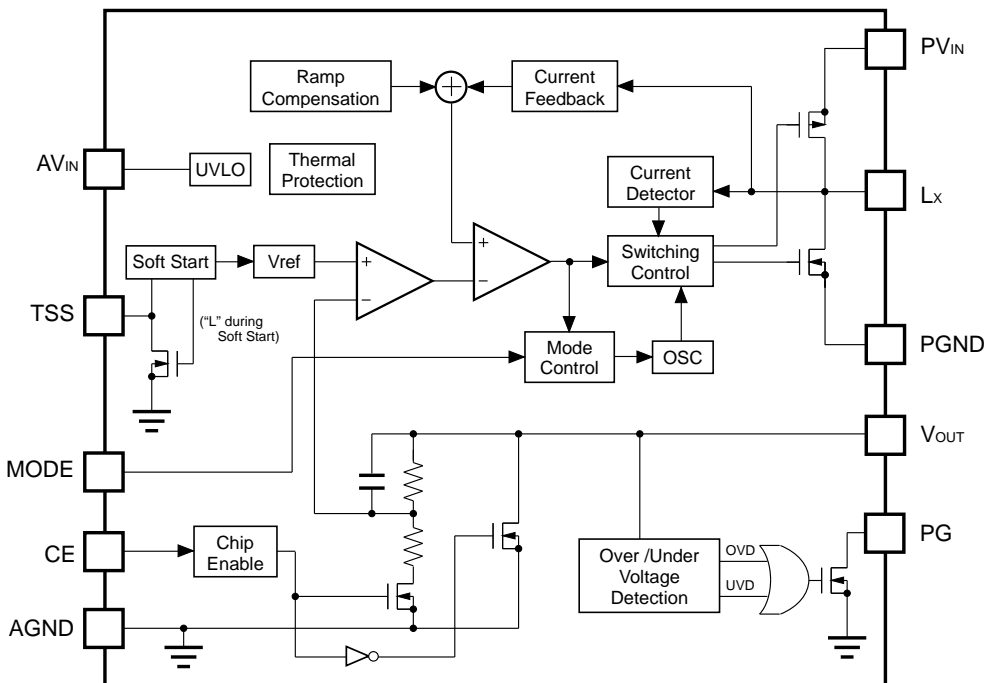 PVIN
Ramp
Compensation
Current
Feedback
AVIN
UVLO
Thermal
Protection
Current
Detector
LX
Soft Start
Vref
+
−
+
−
Switching
Control
TSS
("L" during
Soft Start)
Mode
Control
OSC
PGND
VOUT
MODE
CE
Chip
Enable
Over /Under
Voltage
Detection
OVD
UVD
PG
AGND